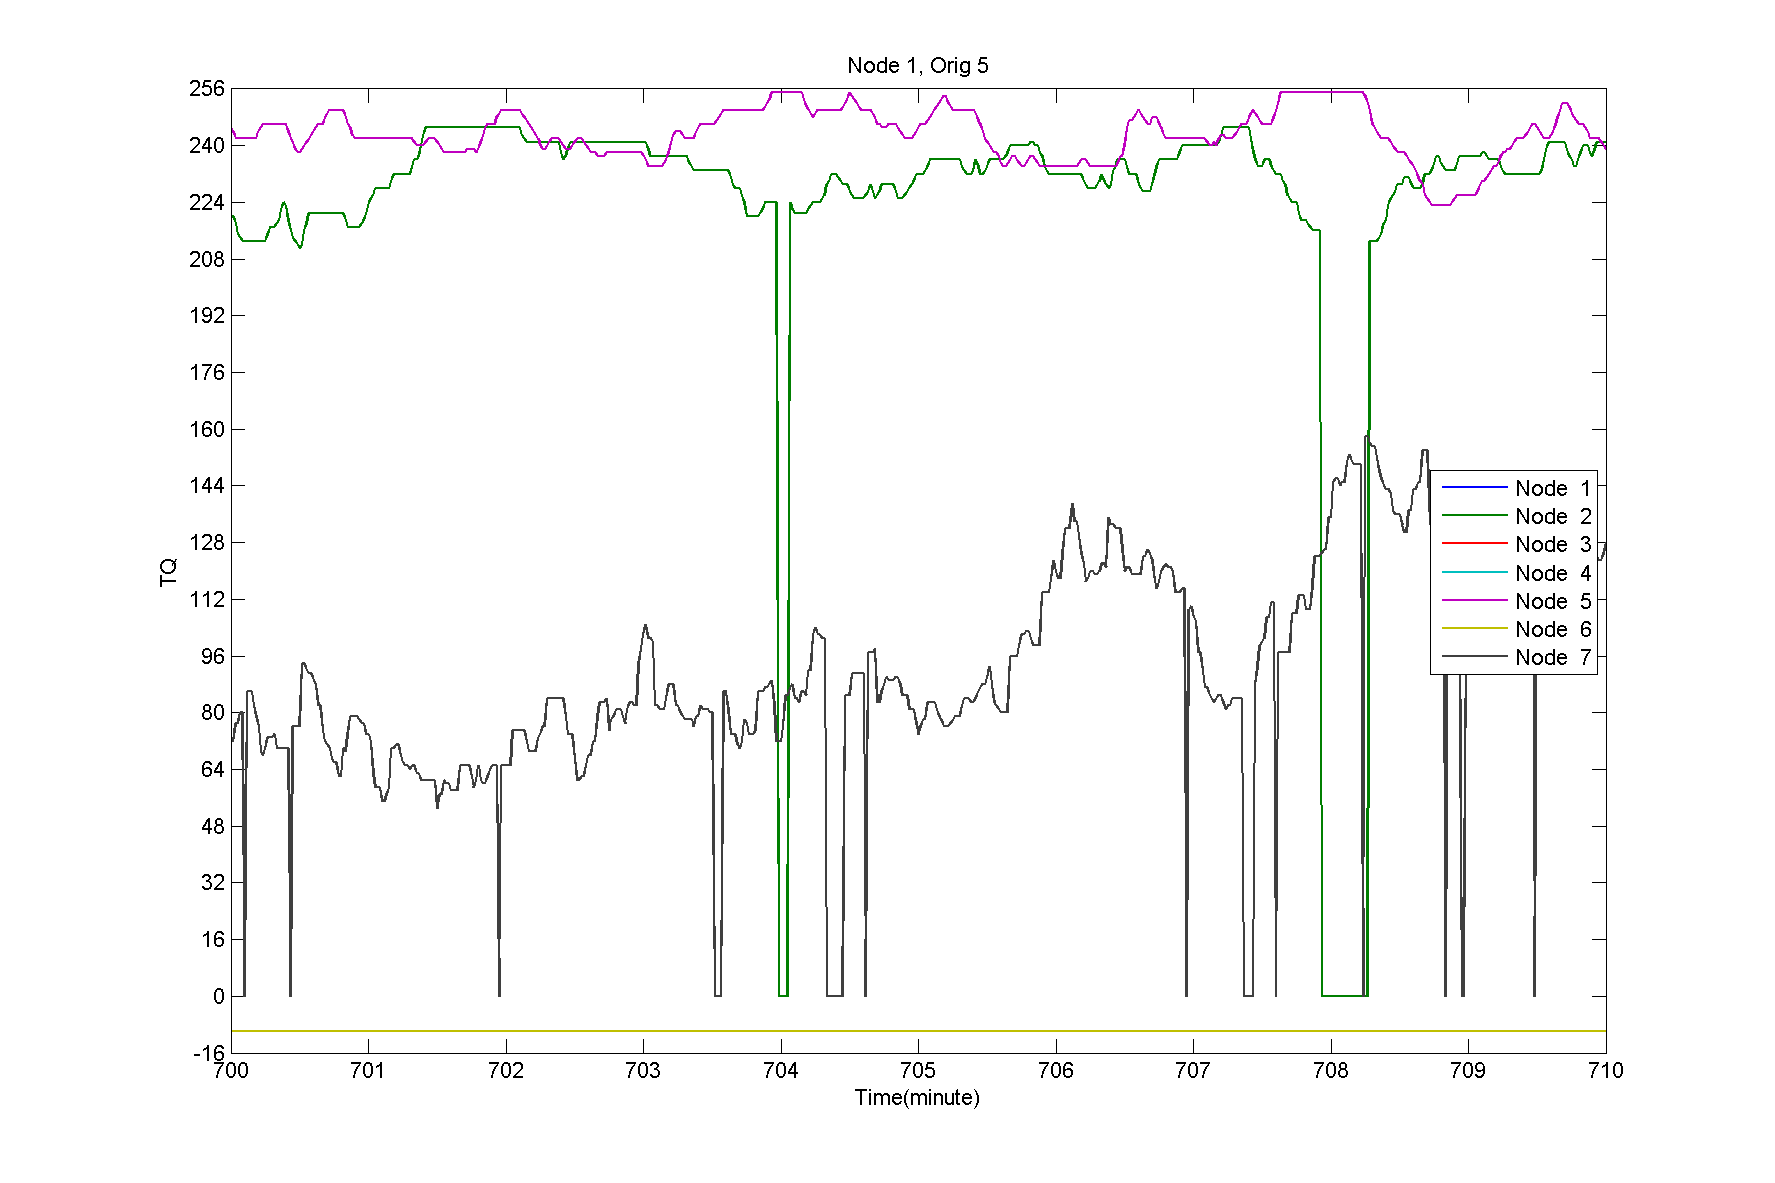 Node 1, Orig 5
256
240
224
208
192
176
160
144
128
112
96
80
64
48
32
16
0
-16
TQ
Node 1
Node 2
Node 3
Node 4
Node 5
Node 6
Node 7
700 701 702 703 704 705 706 707 708 709 710
Time(minute)